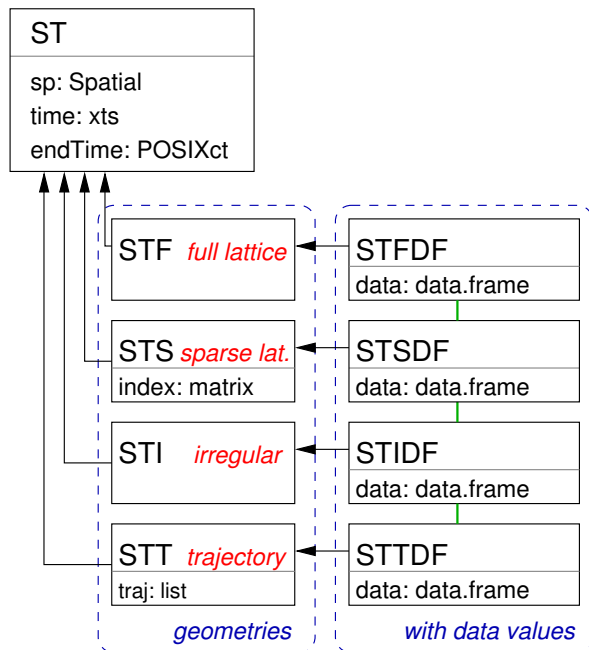 ST
sp: Spatial
time: xts
endTime: POSIXct
STF full lattice
STFDF
data: data.frame
STS sparse lat.
index: matrix
STSDF
data: data.frame
STI irregular
STIDF
data: data.frame
STT trajectory
traj: list
STTDF
data: data.frame
geometries
with data values